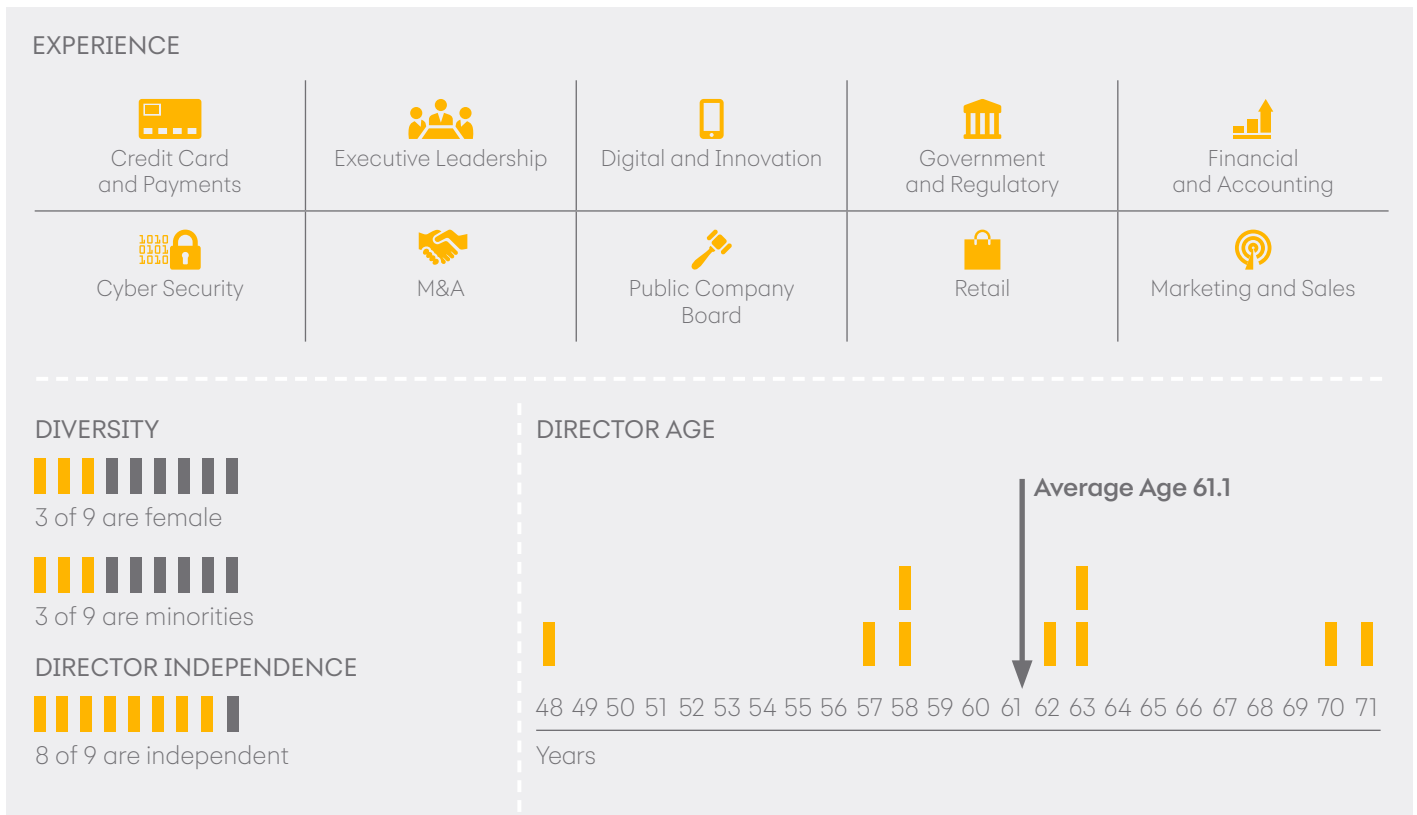 EXPERIENCE
Credit Card
and Payments
Executive Leadership
Digital and Innovation
Government
and Regulatory
Financial
and Accounting
1010
0101
1010
Cyber Security
M&A
Public Company
Board
Retail
Marketing and Sales
DIVERSITY
3 of 9 are female
3 of 9 are minorities
DIRECTOR INDEPENDENCE
8 of 9 are independent
DIRECTOR AGE
Average Age 61.1
48 49 50 51 52 53 54 55 56 57 58 59 60 61 62 63 64 65 66 67 68 69 70 71
Years